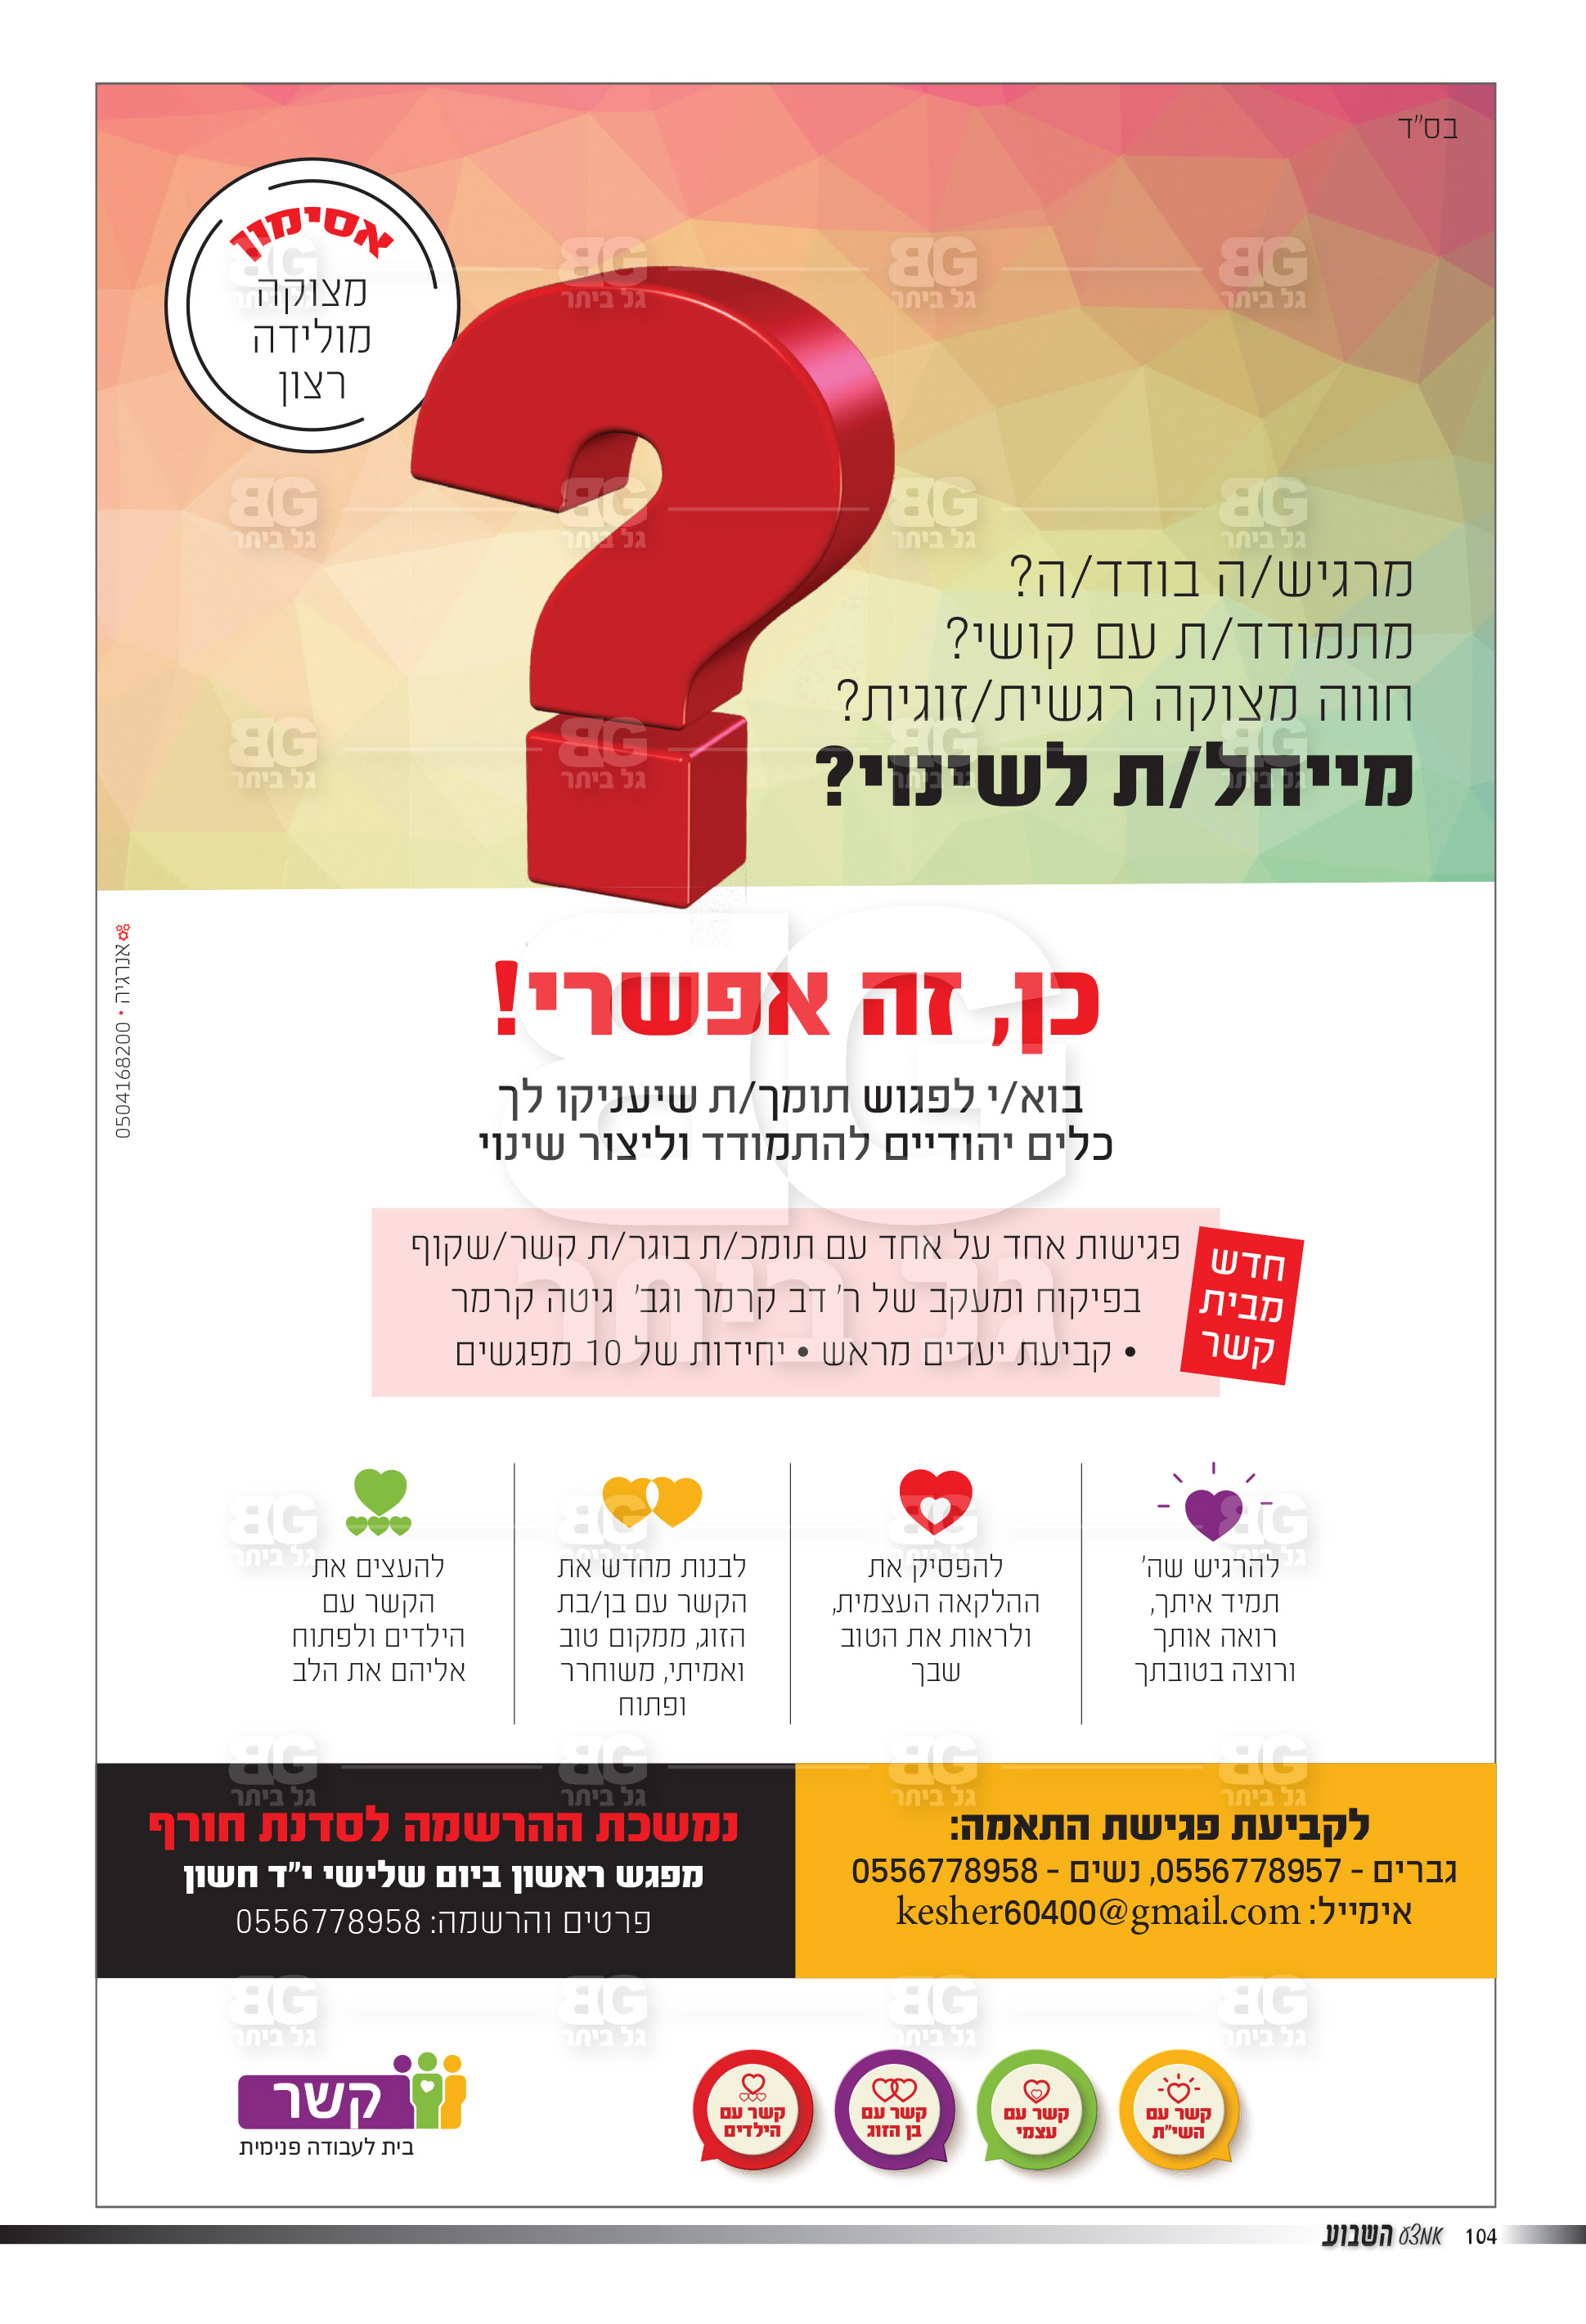 בס"ד
אסימון
מצוקה
מולידה
רצון
מרגיש/ה בודד/ה?
מתמודד/ת עם קושי?
חווה מצוקה רגשית/זוגית?
מייחל/ת לשינוי?
אנרגיה • 0504168200
כן, זה אפשרי!
בוא/י לפגוש תומך/ת שיעניקו לך
כלים יהודיים להתמודד וליצור שינוי
חדש
מבית
קשר
פגישות אחד על אחד עם תומכ/ת בוגר/ת קשר/שקוף
בפיקוח ומעקב של ר' דב קרמר וגב' גיטה קרמר
• קביעת יעדים מראש • יחידות של 10 מפגשים
להרגיש שה'
תמיד איתך,
רואה אותך
ורוצה בטובתך
להפסיק את
ההלקאה העצמית,
ולראות את הטוב
שבך
לבנות מחדש את
הקשר עם בן/בת
הזוג, ממקום טוב
ואמיתי, משוחרר
ופתוח
להעצים את
הקשר עם
הילדים ולפתוח
אליהם את הלב
לקביעת פגישת התאמה:
גברים - 0556778957, נשים - 0556778958
אימייל: kesher60400@gmail.com
נמשכת ההרשמה לסדנת חורף
מפגש ראשון ביום שלישי י"ד חשון
פרטים והרשמה: 0556778958
קשר עם
השי"ת
קשר עם
עצמי
קשר עם
בן הזוג
קשר עם
הילדים
קשר
בית לעבודה פנימית
BG
גל ביתר
104 אמצע השבוע